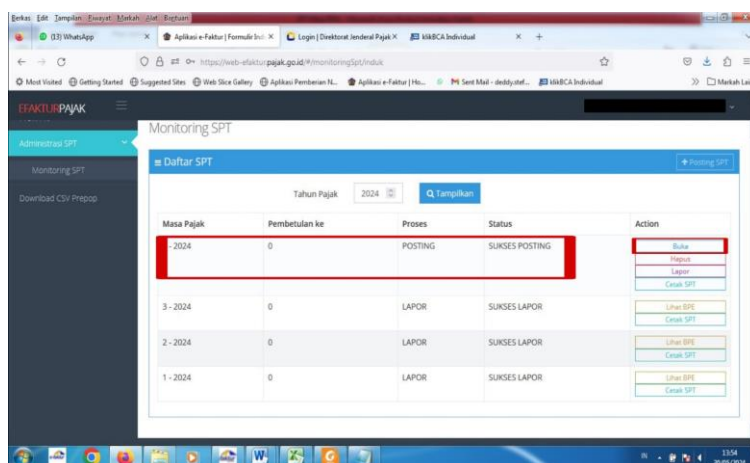 Berkas Edit Tampilan Riwayat Markah Alat Bantuan
(13) WhatsApp × Aplikasi e-Faktur | Formulir Ind × Login | Direktorat Jenderal Pajak × klikBCA Individual × +
https://web-efaktur.pajak.go.id/#/monitoringSpt/induk
Most Visited Getting Started Suggested Sites Web Slice Gallery Aplikasi Pemberian N... Aplikasi e-Faktur | Ho... Sent Mail - deddy.stef... klikBCA Individual Markah Lai
EFAKTURPAJAK
Administrasi SPT
Monitoring SPT
Download CSV Prepop
Monitoring SPT
Daftar SPT + Posting SPT
Tahun Pajak 2024 Tampilkan
Masa Pajak Pembetulan ke Proses Status Action
- 2024 0 POSTING SUKSES POSTING Buka
Hapus
Lapor
Cetak SPT
3 - 2024 0 LAPOR SUKSES LAPOR Lihat BPE
Cetak SPT
2 - 2024 0 LAPOR SUKSES LAPOR Lihat BPE
Cetak SPT
1 - 2024 0 LAPOR SUKSES LAPOR Lihat BPE
Cetak SPT
IN 13:54
20/05/2024